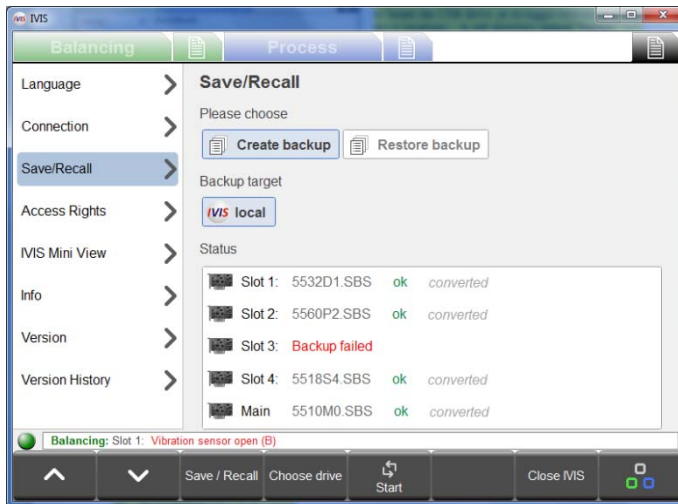 IVIS IVIS
Balancing Process
Language
Connection
Save/Recall
Access Rights
IVIS Mini View
Info
Version
Version History
Save/Recall
Please choose
Create backup Restore backup
Backup target
IVIS local
Status
Slot 1: 5532D1.SBS ok converted
Slot 2: 5560P2.SBS ok converted
Slot 3: Backup failed
Slot 4: 5518S4.SBS ok converted
Main 5510M0.SBS ok converted
Balancing: Slot 1: Vibration sensor open (B)
Save / Recall Choose drive Start Close IVIS